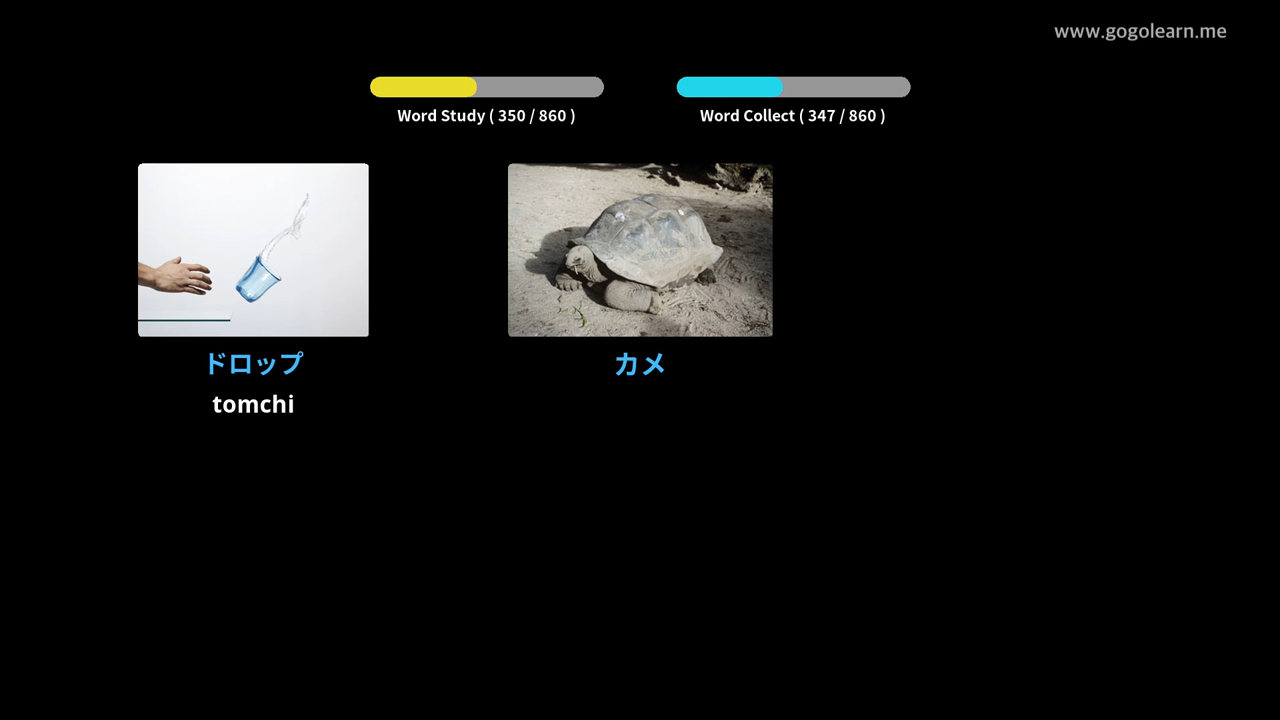 www.gogolearn.me
Word Study ( 350 / 860 )
Word Collect ( 347 / 860 )
ドロップ
カメ
tomchi